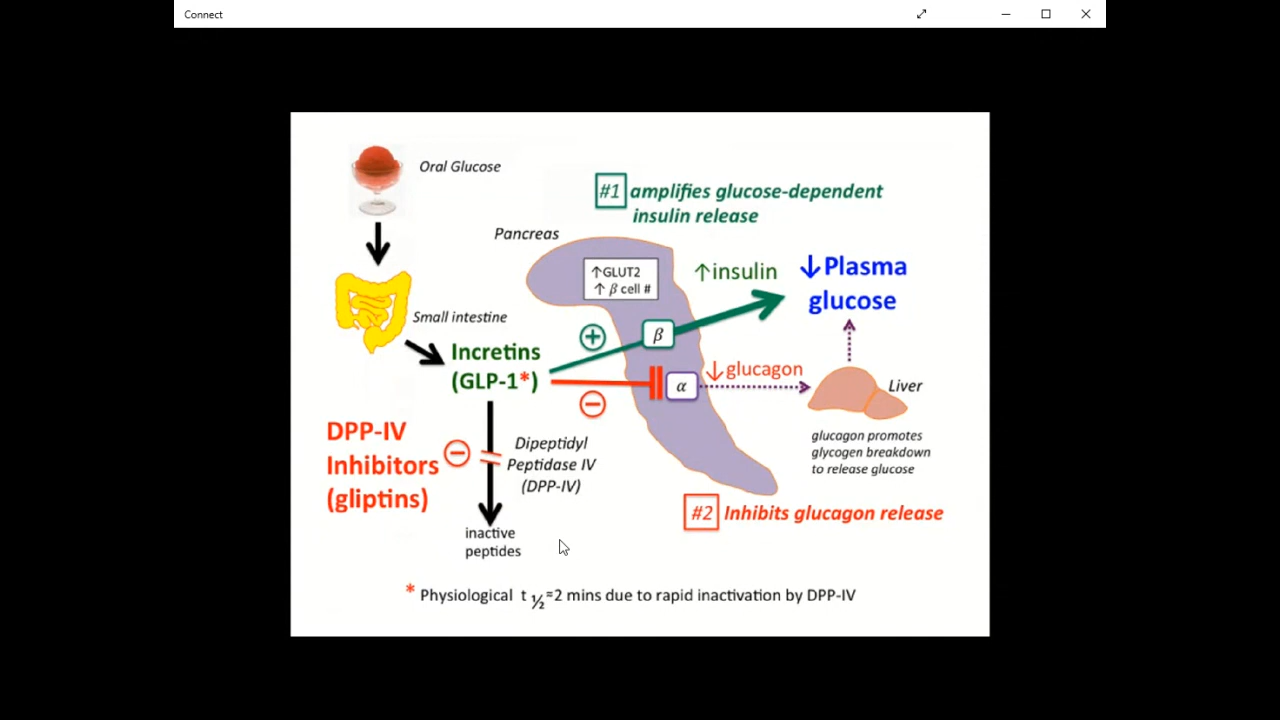 Connect
Oral Glucose
#1 amplifies glucose-dependent
insulin release
Pancreas
↑GLUT2
↑ β cell #
↑insulin
↓Plasma
glucose
Small intestine
Incretins
(GLP-1*)
+
β
−
α
↓glucagon
Liver
glucagon promotes
glycogen breakdown
to release glucose
DPP-IV
Inhibitors
(gliptins)
−
Dipeptidyl
Peptidase IV
(DPP-IV)
#2 Inhibits glucagon release
inactive
peptides
* Physiological t ½=2 mins due to rapid inactivation by DPP-IV